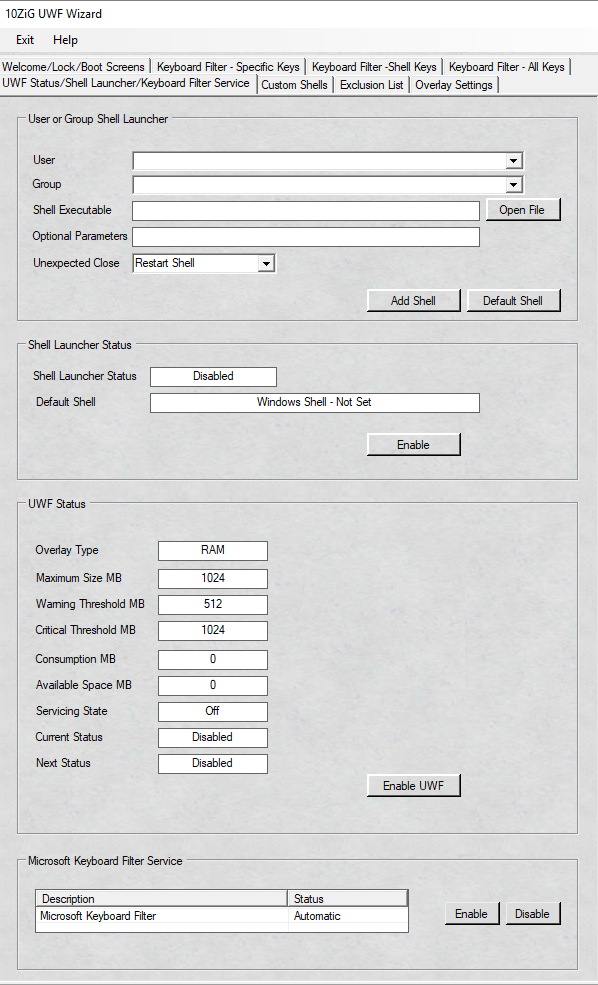 10ZiG UWF Wizard
Exit Help
Welcome/Lock/Boot Screens Keyboard Filter - Specific Keys Keyboard Filter -Shell Keys Keyboard Filter - All Keys
UWF Status/Shell Launcher/Keyboard Filter Service Custom Shells Exclusion List Overlay Settings
User or Group Shell Launcher
User
Group
Shell Executable Open File
Optional Parameters
Unexpected Close Restart Shell
Add Shell Default Shell
Shell Launcher Status
Shell Launcher Status Disabled
Default Shell Windows Shell - Not Set
Enable
UWF Status
Overlay Type RAM
Maximum Size MB 1024
Warning Threshold MB 512
Critical Threshold MB 1024
Consumption MB 0
Available Space MB 0
Servicing State Off
Current Status Disabled
Next Status Disabled
Enable UWF
Microsoft Keyboard Filter Service
Description Status
Microsoft Keyboard Filter Automatic
Enable Disable